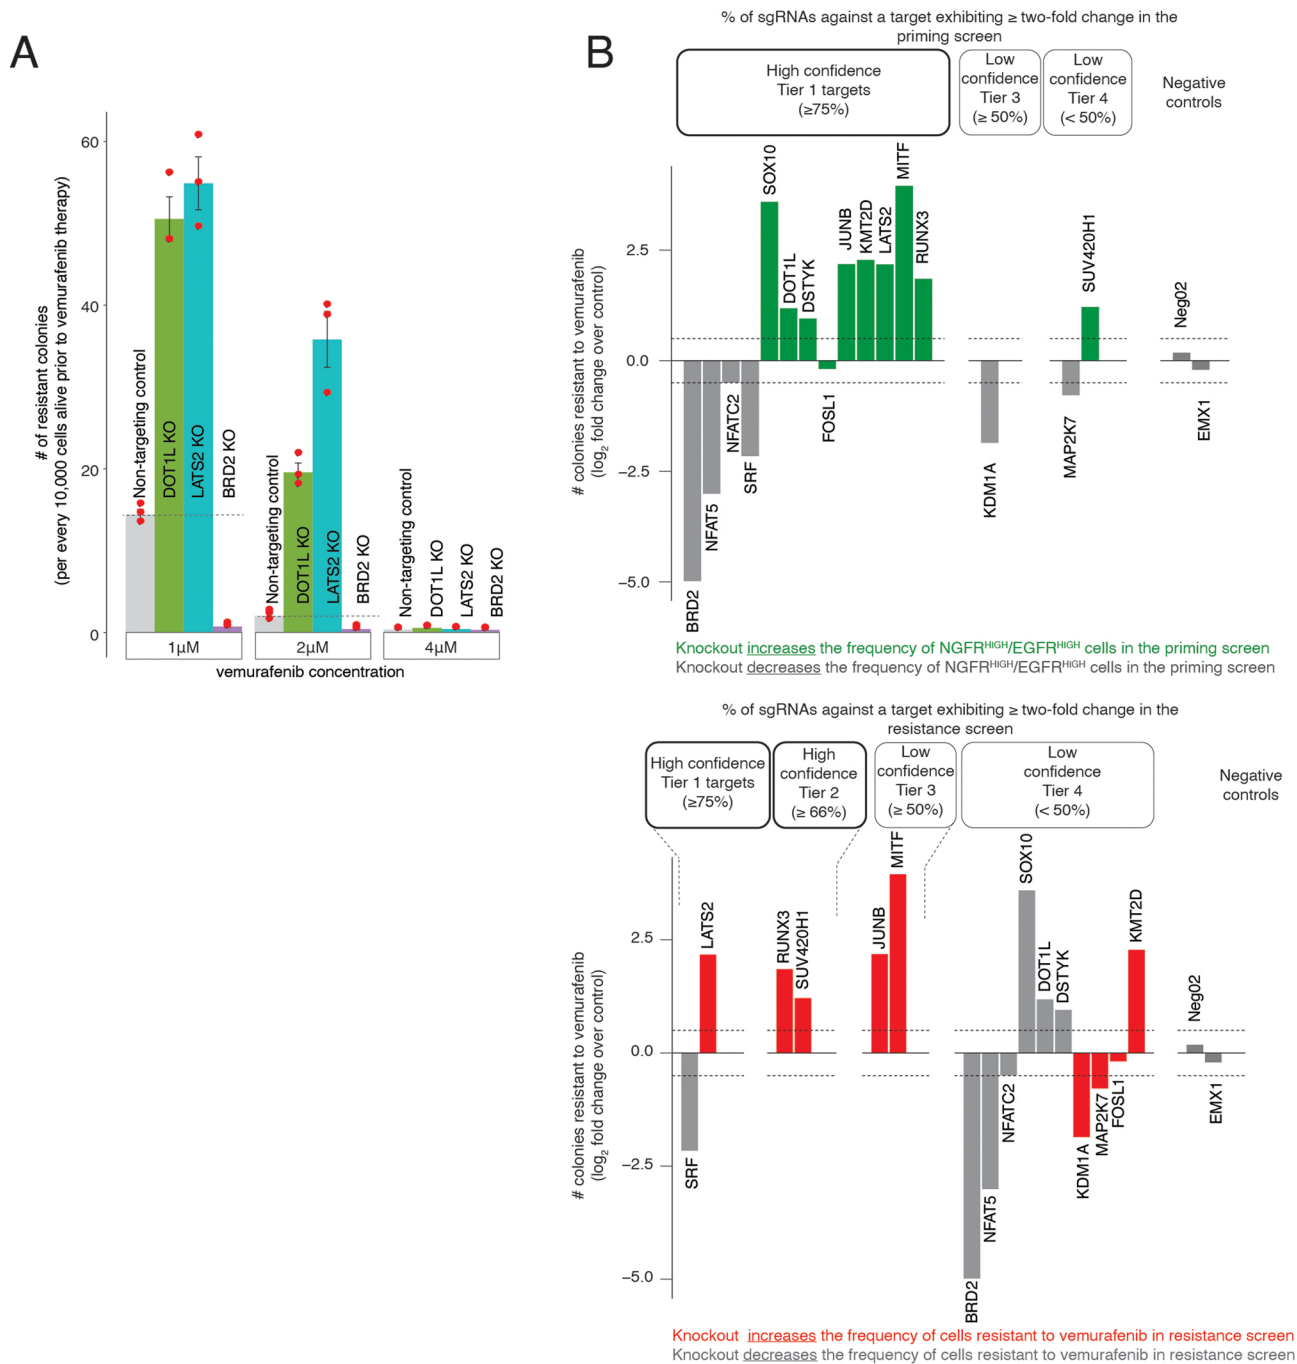 A
# of resistant colonies
(per every 10,000 cells alive prior to vemurafenib therapy)
60
40
20
0
Non-targeting control
DOT1L KO
LATS2 KO
BRD2 KO
Non-targeting control
DOT1L KO
LATS2 KO
BRD2 KO
Non-targeting control
DOT1L KO
LATS2 KO
BRD2 KO
1µM
2µM
4µM
vemurafenib concentration
B
% of sgRNAs against a target exhibiting ≥ two-fold change in the
priming screen
High confidence
Tier 1 targets
(≥75%)
Low
confidence
Tier 3
(≥ 50%)
Low
confidence
Tier 4
(< 50%)
Negative
controls
# colonies resistant to vemurafenib
(log2 fold change over control)
2.5
0.0
−2.5
−5.0
BRD2
NFAT5
NFATC2
SRF
SOX10
DOT1L
DSTYK
FOSL1
JUNB
KMT2D
LATS2
MITF
RUNX3
KDM1A
MAP2K7
SUV420H1
Neg02
EMX1
Knockout increases the frequency of NGFRHIGH/EGFRHIGH cells in the priming screen
Knockout decreases the frequency of NGFRHIGH/EGFRHIGH cells in the priming screen
% of sgRNAs against a target exhibiting ≥ two-fold change in the
resistance screen
High confidence
Tier 1 targets
(≥75%)
High
confidence
Tier 2
(≥ 66%)
Low
confidence
Tier 3
(≥ 50%)
Low
confidence
Tier 4
(< 50%)
Negative
controls
# colonies resistant to vemurafenib
(log2 fold change over control)
2.5
0.0
−2.5
−5.0
SRF
LATS2
RUNX3
SUV420H1
JUNB
MITF
BRD2
NFAT5
NFATC2
SOX10
DOT1L
DSTYK
KDM1A
MAP2K7
FOSL1
KMT2D
Neg02
EMX1
Knockout increases the frequency of cells resistant to vemurafenib in resistance screen
Knockout decreases the frequency of cells resistant to vemurafenib in resistance screen